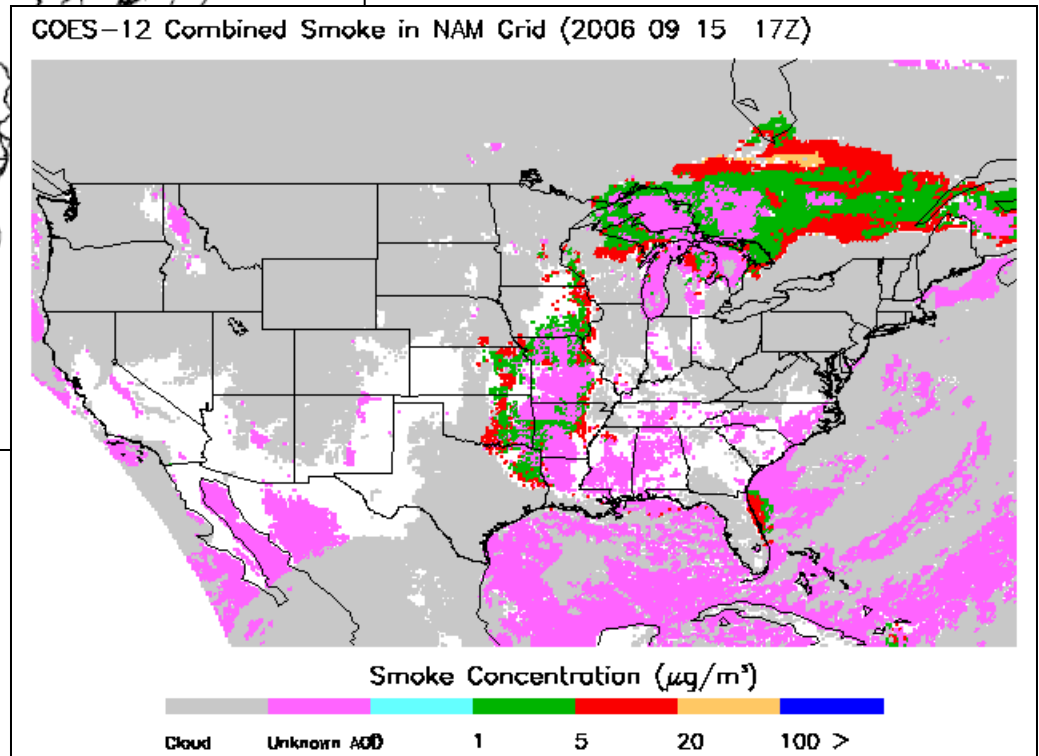 GOES-12 Combined Smoke in NAM Grid (2006 09 15 17Z)
Smoke Concentration (µg/m³)
Cloud Unknown AOD 0 1 5 20 100 >